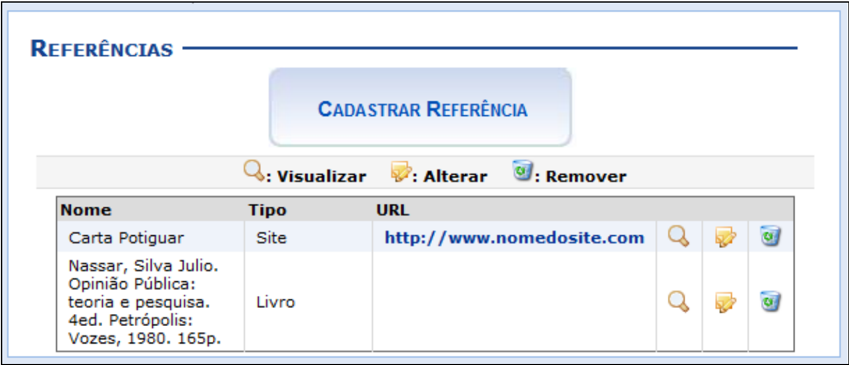 REFERÊNCIAS
CADASTRAR REFERÊNCIA
: Visualizar : Alterar : Remover
Nome Tipo URL
Carta Potiguar Site http://www.nomedosite.com
Nassar, Silva Julio.
Opinião Pública:
teoria e pesquisa.
4ed. Petrópolis:
Vozes, 1980. 165p.
Livro